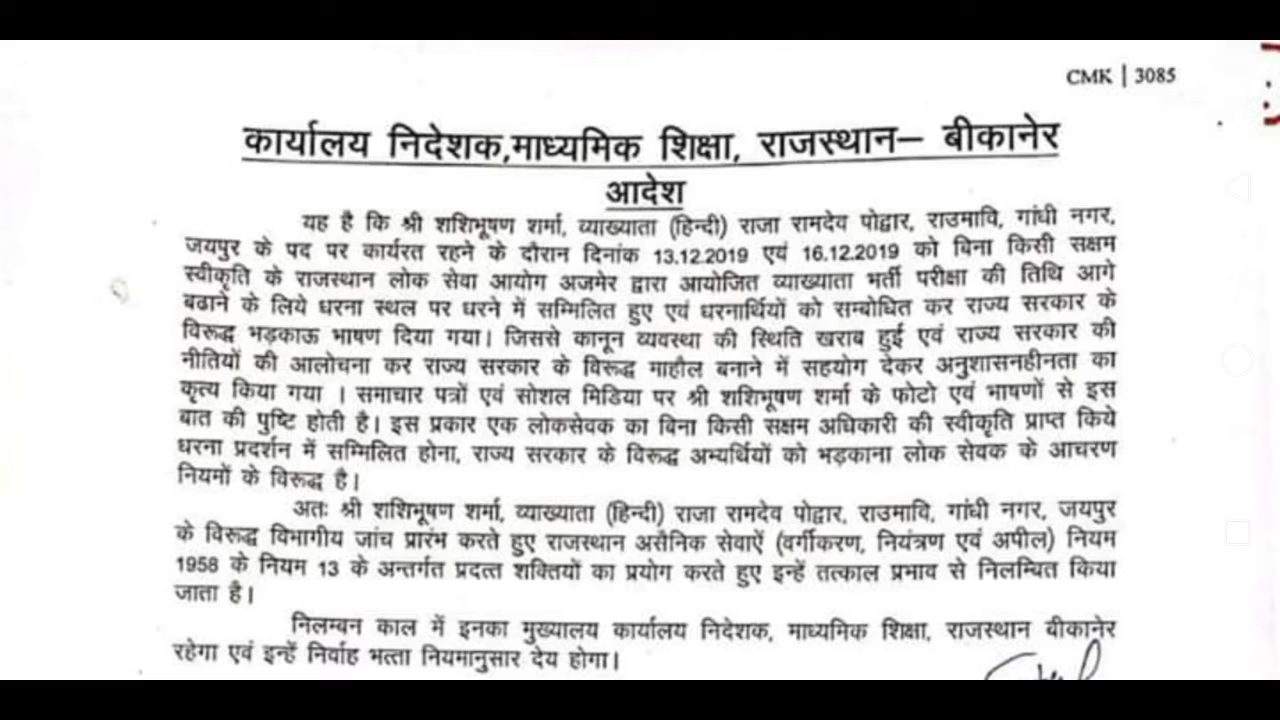 CMK | 3085
कार्यालय निदेशक,माध्यमिक शिक्षा, राजस्थान– बीकानेर
आदेश
यह है कि श्री शशिभूषण शर्मा, व्याख्याता (हिन्दी) राजा रामदेव पोद्दार, राउमावि, गांधी नगर,
जयपुर के पद पर कार्यरत रहने के दौरान दिनांक 13.12.2019 एवं 16.12.2019 को बिना किसी सक्षम
स्वीकृति के राजस्थान लोक सेवा आयोग अजमेर द्वारा आयोजित व्याख्याता भर्ती परीक्षा की तिथि आगे
बढाने के लिये धरना स्थल पर धरने में सम्मिलित हुए एवं धरनार्थियों को सम्बोधित कर राज्य सरकार के
विरूद्ध भड़काऊ भाषण दिया गया। जिससे कानून व्यवस्था की स्थिति खराब हुई एवं राज्य सरकार की
नीतियों की आलोचना कर राज्य सरकार के विरूद्ध माहौल बनाने में सहयोग देकर अनुशासनहीनता का
कृत्य किया गया । समाचार पत्रों एवं सोशल मिडिया पर श्री शशिभूषण शर्मा के फोटो एवं भाषणों से इस
बात की पुष्टि होती है। इस प्रकार एक लोकसेवक का बिना किसी सक्षम अधिकारी की स्वीकृति प्राप्त किये
धरना प्रदर्शन में सम्मिलित होना, राज्य सरकार के विरूद्ध अभ्यर्थियों को भड़काना लोक सेवक के आचरण
नियमों के विरूद्ध है।
अतः श्री शशिभूषण शर्मा, व्याख्याता (हिन्दी) राजा रामदेव पोद्दार, राउमावि, गांधी नगर, जयपुर
के विरूद्ध विभागीय जांच प्रारंभ करते हुए राजस्थान असैनिक सेवाऐं (वर्गीकरण, नियंत्रण एवं अपील) नियम
1958 के नियम 13 के अन्तर्गत प्रदत्त शक्तियों का प्रयोग करते हुए इन्हें तत्काल प्रभाव से निलम्बित किया
जाता है।
निलम्बन काल में इनका मुख्यालय कार्यालय निदेशक, माध्यमिक शिक्षा, राजस्थान बीकानेर
रहेगा एवं इन्हें निर्वाह भत्ता नियमानुसार देय होगा।